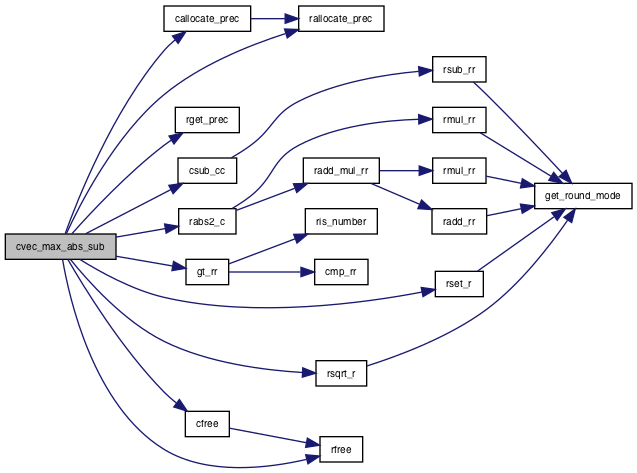 callocate_prec
rallocate_prec
rsub_rr
rget_prec
rmul_rr
csub_cc
radd_mul_rr
rmul_rr
get_round_mode
rabs2_c
ris_number
radd_rr
cvec_max_abs_sub
gt_rr
cmp_rr
rset_r
rsqrt_r
cfree
rfree